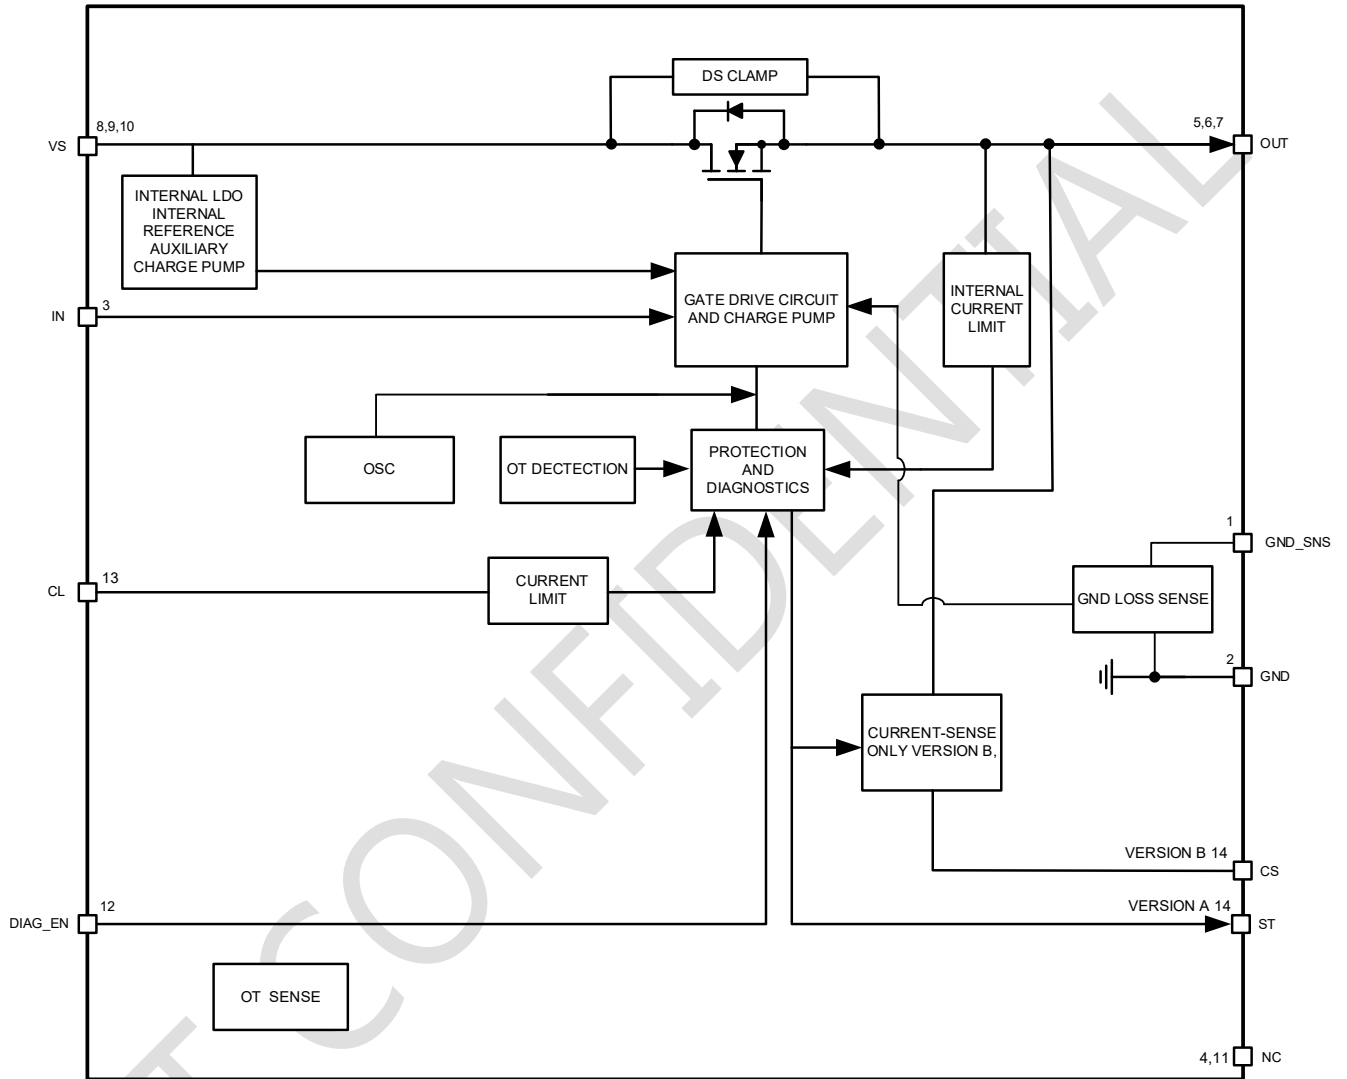 DS CLAMP
8,9,10
5,6,7
VS
OUT
INTERNAL LDO
INTERNAL
REFERENCE
AUXILIARY
CHARGE PUMP
GATE DRIVE CIRCUIT
AND CHARGE PUMP
INTERNAL
CURRENT
LIMIT
3
IN
OSC
OT DECTECTION
PROTECTION
AND
DIAGNOSTICS
1
GND_SNS
13
CL
CURRENT
LIMIT
GND LOSS SENSE
2
GND
CURRENT-SENSE
ONLY VERSION B,
VERSION B 14
CS
12
DIAG_EN
VERSION A 14
ST
OT SENSE
4,11
NC
T CONFIDENTIAL